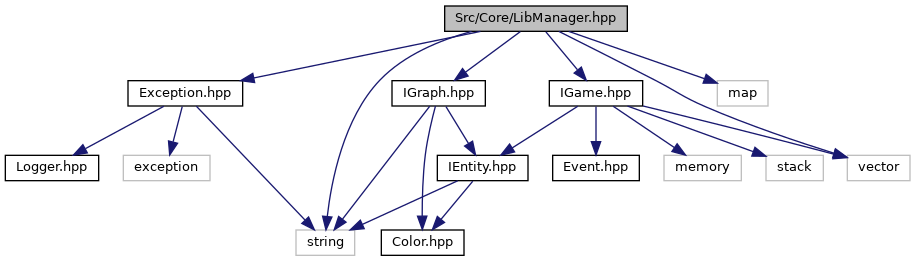 Src/Core/LibManager.hpp
Exception.hpp
IGraph.hpp
IGame.hpp
map
Logger.hpp
exception
IEntity.hpp
Event.hpp
memory
stack
vector
string
Color.hpp